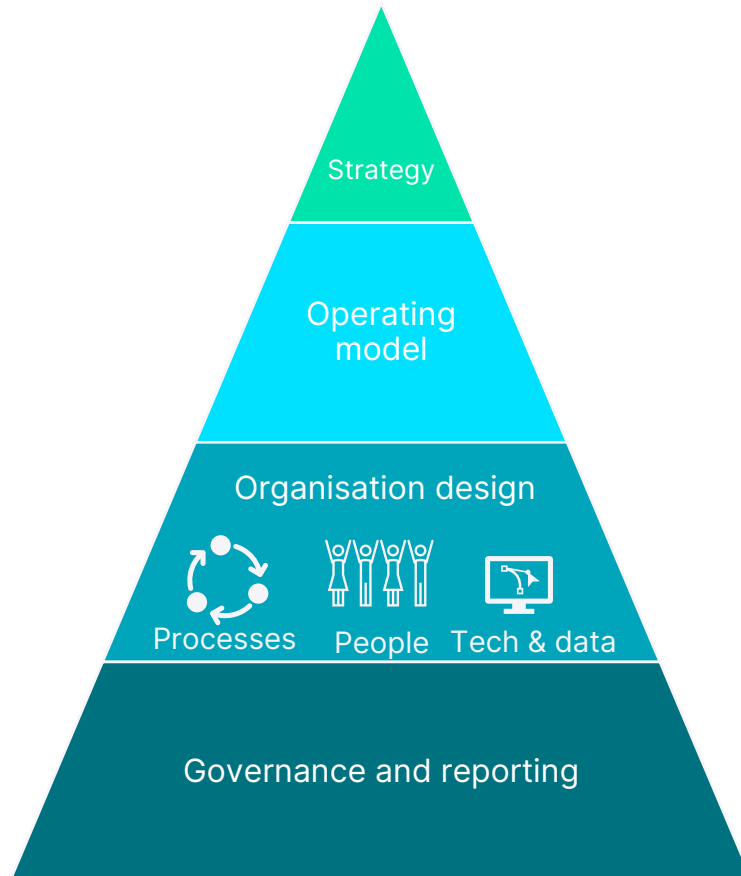 Strategy
Operating
model
Organisation design
Processes
People
Tech & data
Governance and reporting